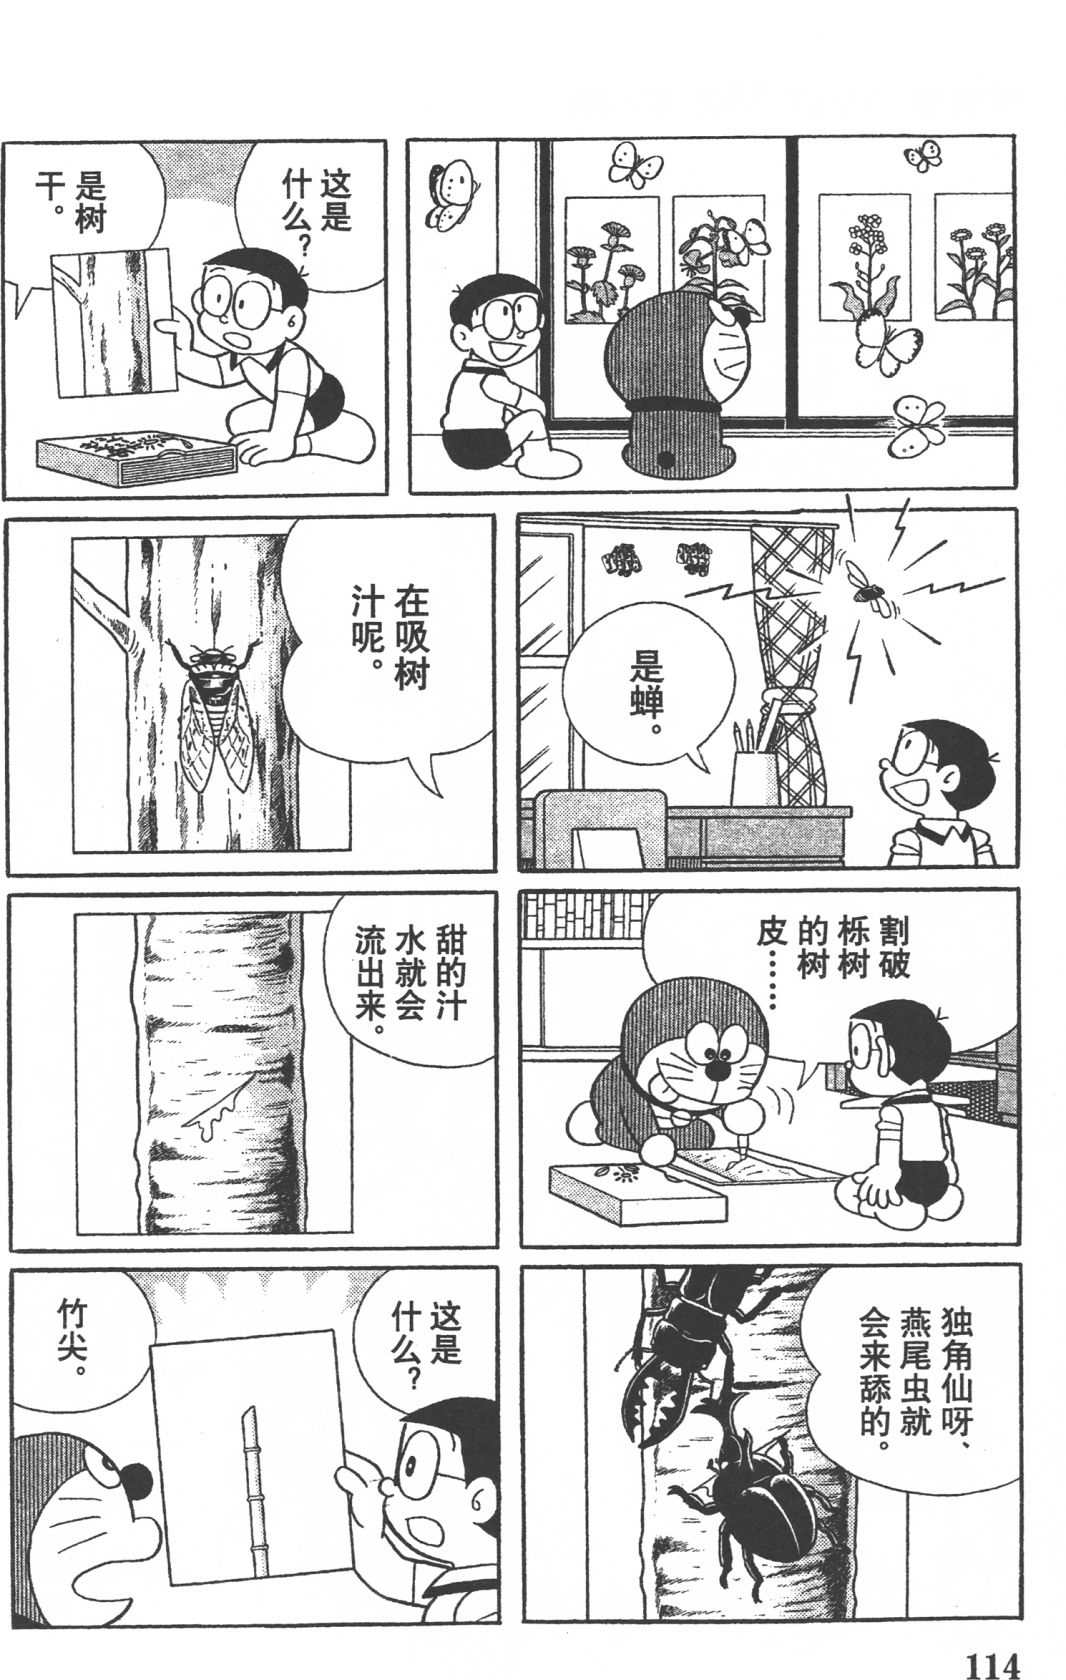 这是
什么?
是树
干。
是
蝉。
在吸树
汁呢。
割破
栎树
的树
皮……
甜的汁
水就会
流出来。
独角仙呀、
燕尾虫就
会来舔的。
这是
什么?
竹
尖。
114